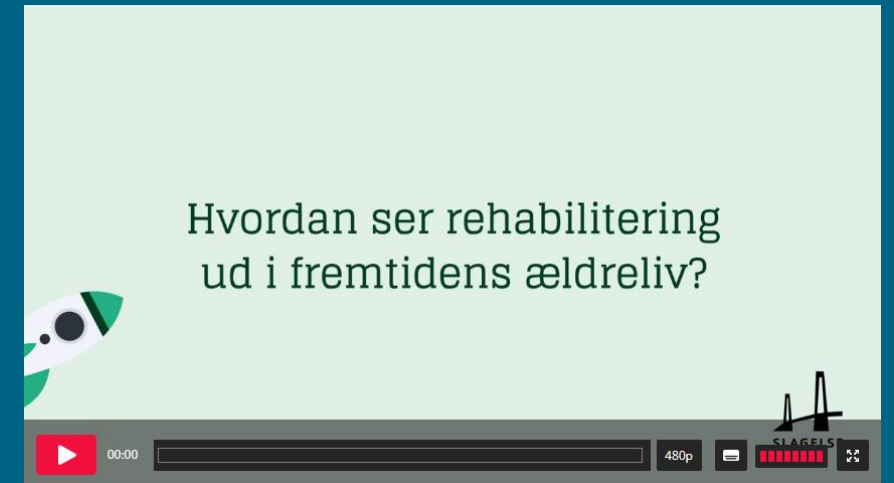 Hvordan ser rehabilitering
ud i fremtidens ældreliv?
00:00
480p